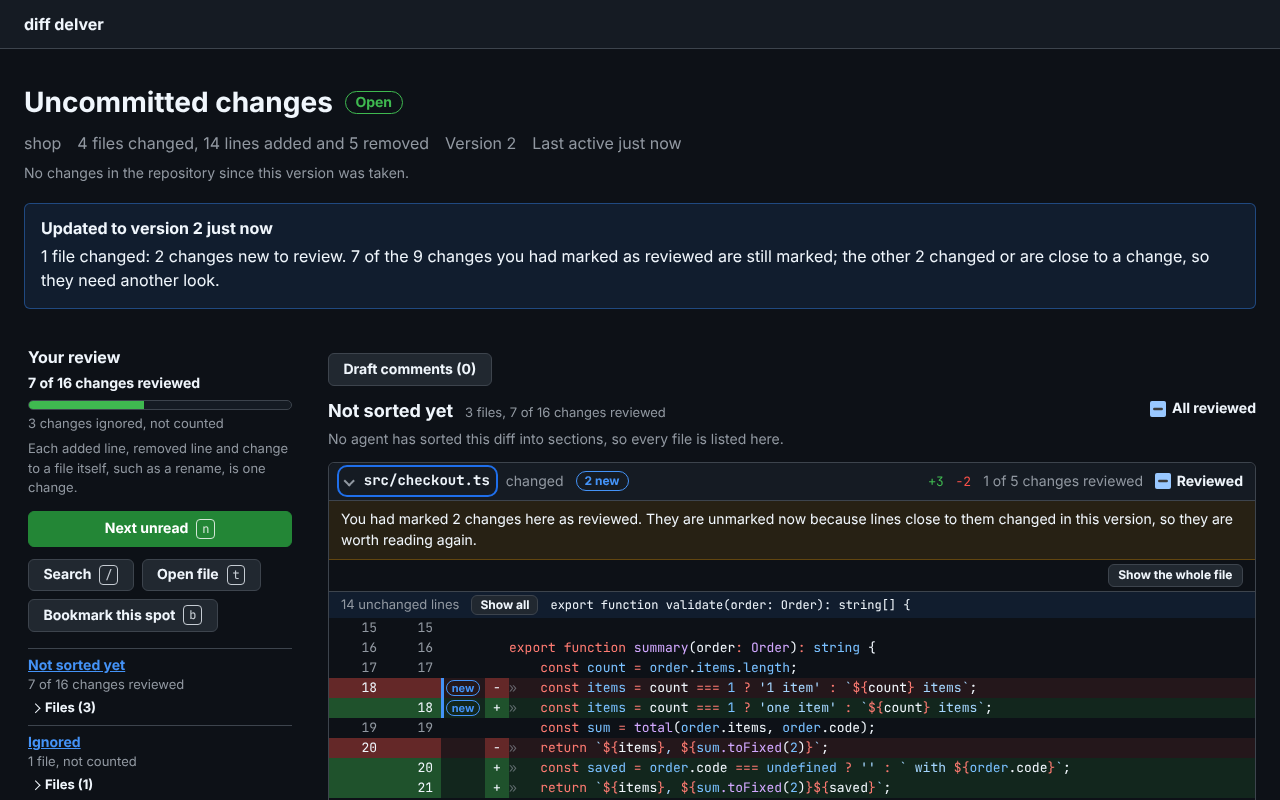 diff delver
Uncommitted changes Open
shop 4 files changed, 14 lines added and 5 removed Version 2 Last active just now
No changes in the repository since this version was taken.
Updated to version 2 just now
1 file changed: 2 changes new to review. 7 of the 9 changes you had marked as reviewed are still marked; the other 2 changed or are close to a change, so
they need another look.
Your review
7 of 16 changes reviewed
3 changes ignored, not counted
Each added line, removed line and change
to a file itself, such as a rename, is one
change.
Next unread n
Search / Open file t
Bookmark this spot b
Not sorted yet
7 of 16 changes reviewed
Files (3)
Ignored
1 file, not counted
Files (1)
Draft comments (0)
Not sorted yet 3 files, 7 of 16 changes reviewed All reviewed
No agent has sorted this diff into sections, so every file is listed here.
src/checkout.ts changed 2 new +3 -2 1 of 5 changes reviewed Reviewed
You had marked 2 changes here as reviewed. They are unmarked now because lines close to them changed in this version, so they are
worth reading again.
Show the whole file
14 unchanged lines Show all export function validate(order: Order): string[] {
15 15
16 16 export function summary(order: Order): string {
17 17 const count = order.items.length;
18 new - » const items = count === 1 ? '1 item' : `${count} items`;
18 new + » const items = count === 1 ? 'one item' : `${count} items`;
19 19 const sum = total(order.items, order.code);
20 - » return `${items}, ${sum.toFixed(2)}`;
20 + » const saved = order.code === undefined ? '' : ` with ${order.code}`;
21 + » return `${items}, ${sum.toFixed(2)}${saved}`;